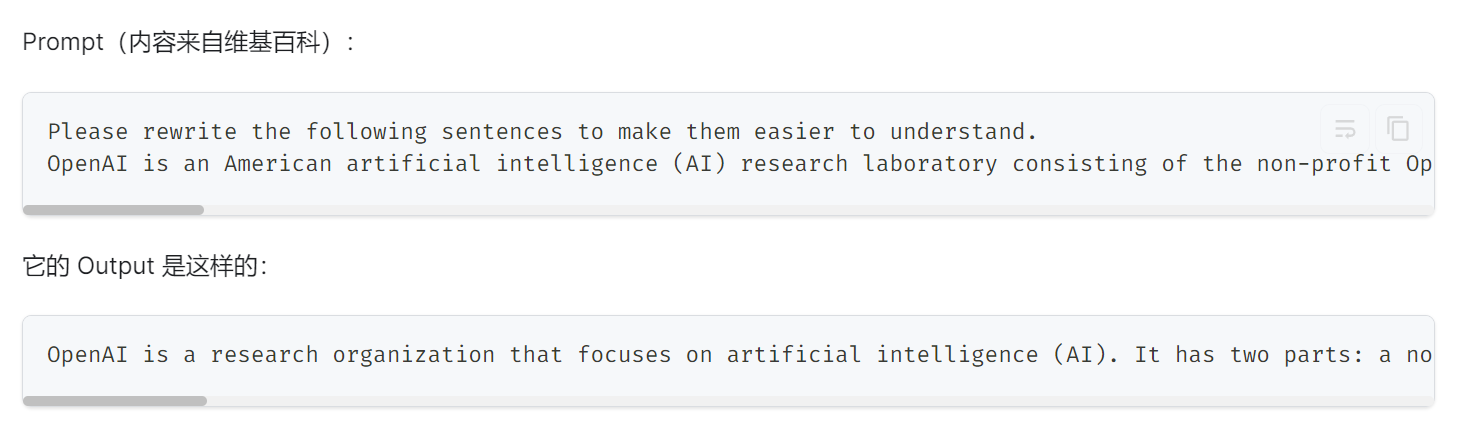 Prompt（内容来自维基百科）：
Please rewrite the following sentences to make them easier to understand.
OpenAI is an American artificial intelligence (AI) research laboratory consisting of the non-profit Op
它的 Output 是这样的：
OpenAI is a research organization that focuses on artificial intelligence (AI). It has two parts: a no